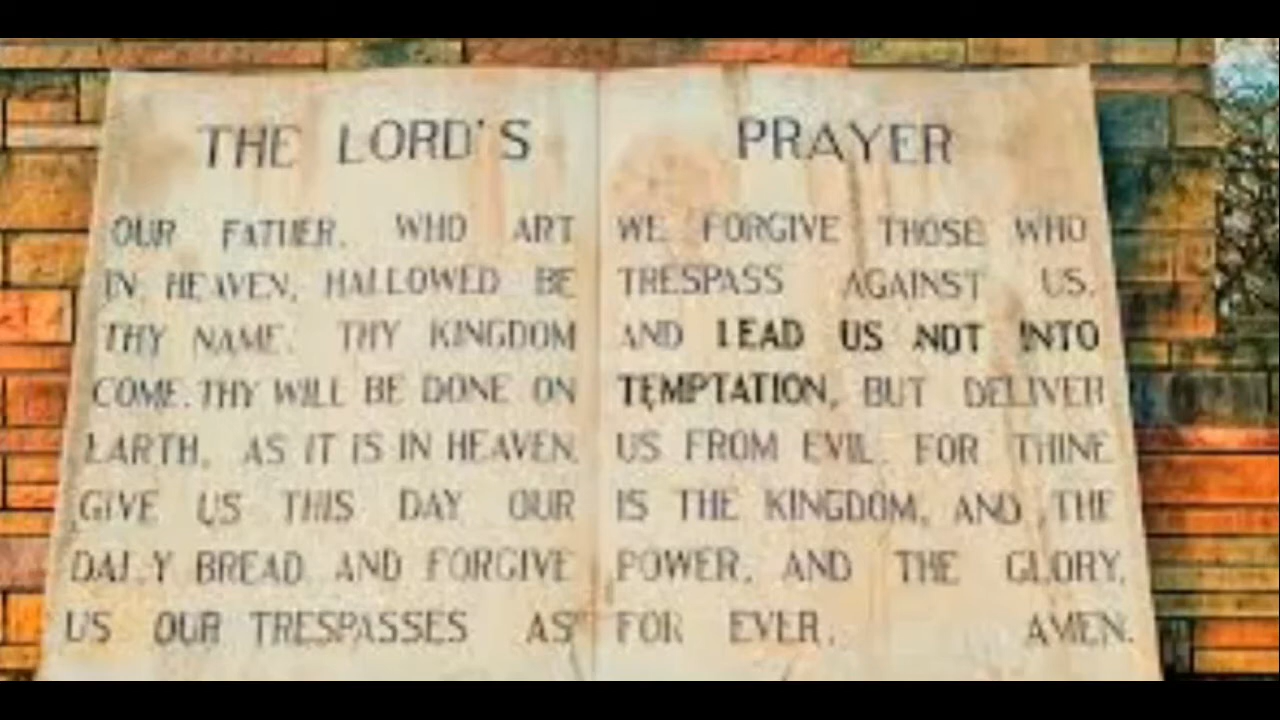 THE LORD'S PRAYER
OUR FATHER, WHO ART
IN HEAVEN, HALLOWED BE
THY NAME. THY KINGDOM
COME. THY WILL BE DONE ON
EARTH, AS IT IS IN HEAVEN.
GIVE US THIS DAY OUR
DAILY BREAD AND FORGIVE
US OUR TRESPASSES AS
WE FORGIVE THOSE WHO
TRESPASS AGAINST US.
AND LEAD US NOT INTO
TEMPTATION, BUT DELIVER
US FROM EVIL. FOR THINE
IS THE KINGDOM, AND THE
POWER, AND THE GLORY,
FOR EVER. AMEN.